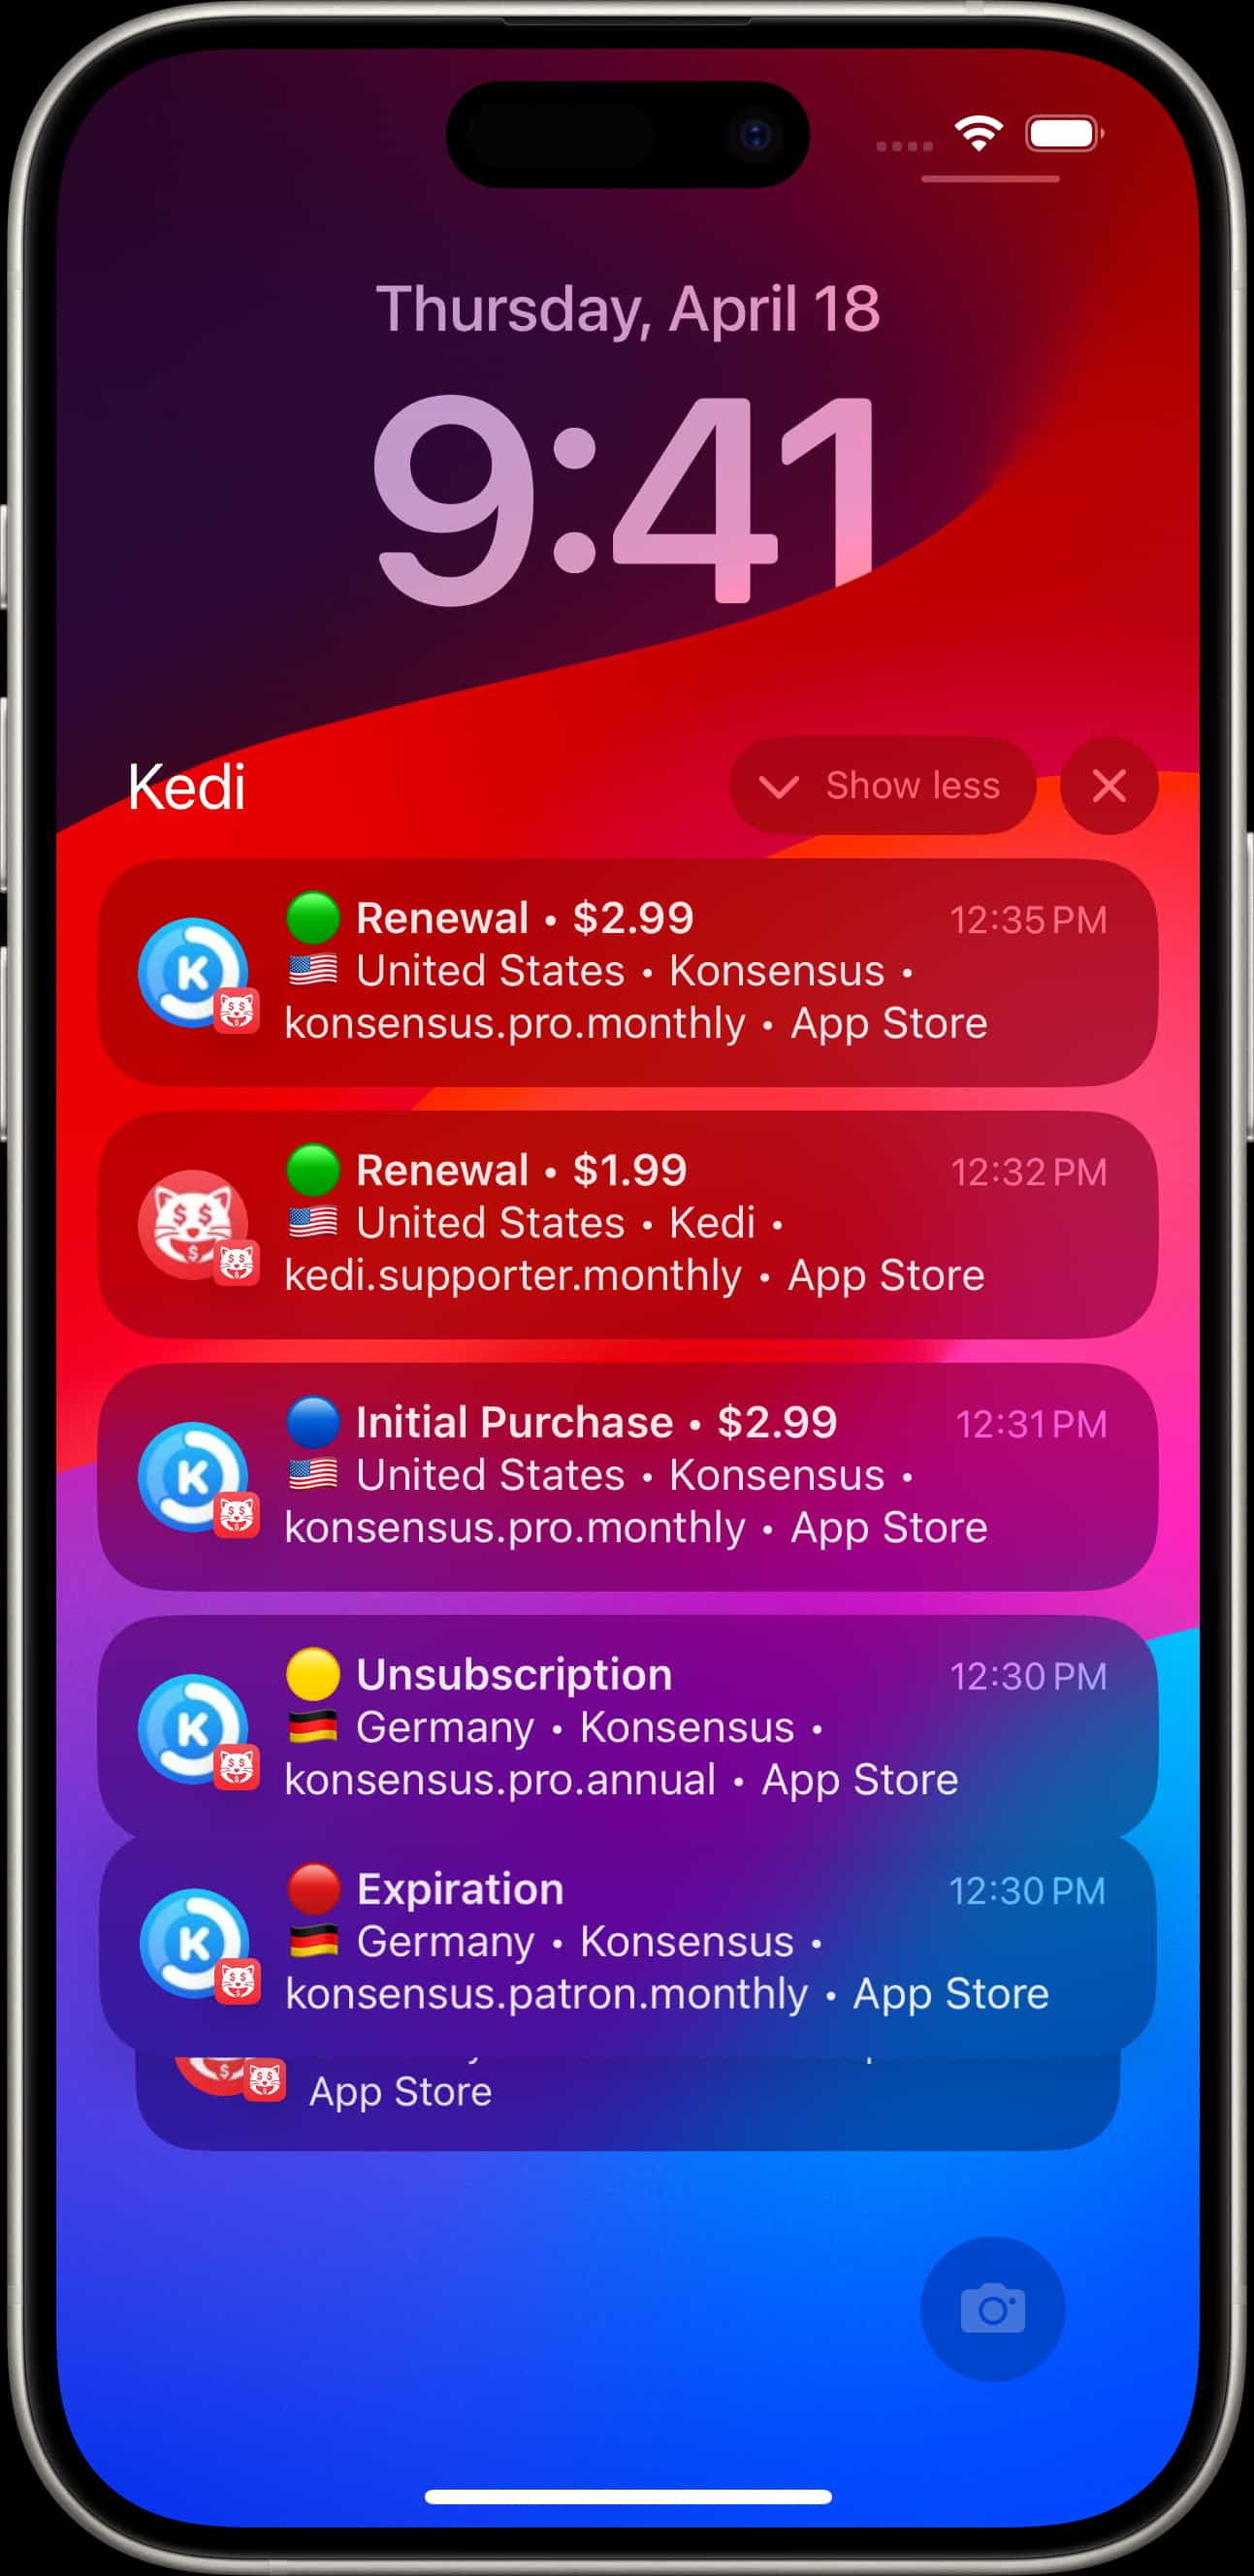 Thursday, April 18
9:41
Kedi
Show less
🟢 Renewal • $2.99 12:35 PM
🇺🇸 United States • Konsensus •
konsensus.pro.monthly • App Store
🟢 Renewal • $1.99 12:32 PM
🇺🇸 United States • Kedi •
kedi.supporter.monthly • App Store
🔵 Initial Purchase • $2.99 12:31 PM
🇺🇸 United States • Konsensus •
konsensus.pro.monthly • App Store
🟡 Unsubscription 12:30 PM
🇩🇪 Germany • Konsensus •
konsensus.pro.annual • App Store
🔴 Expiration 12:30 PM
🇩🇪 Germany • Konsensus •
konsensus.patron.monthly • App Store
App Store